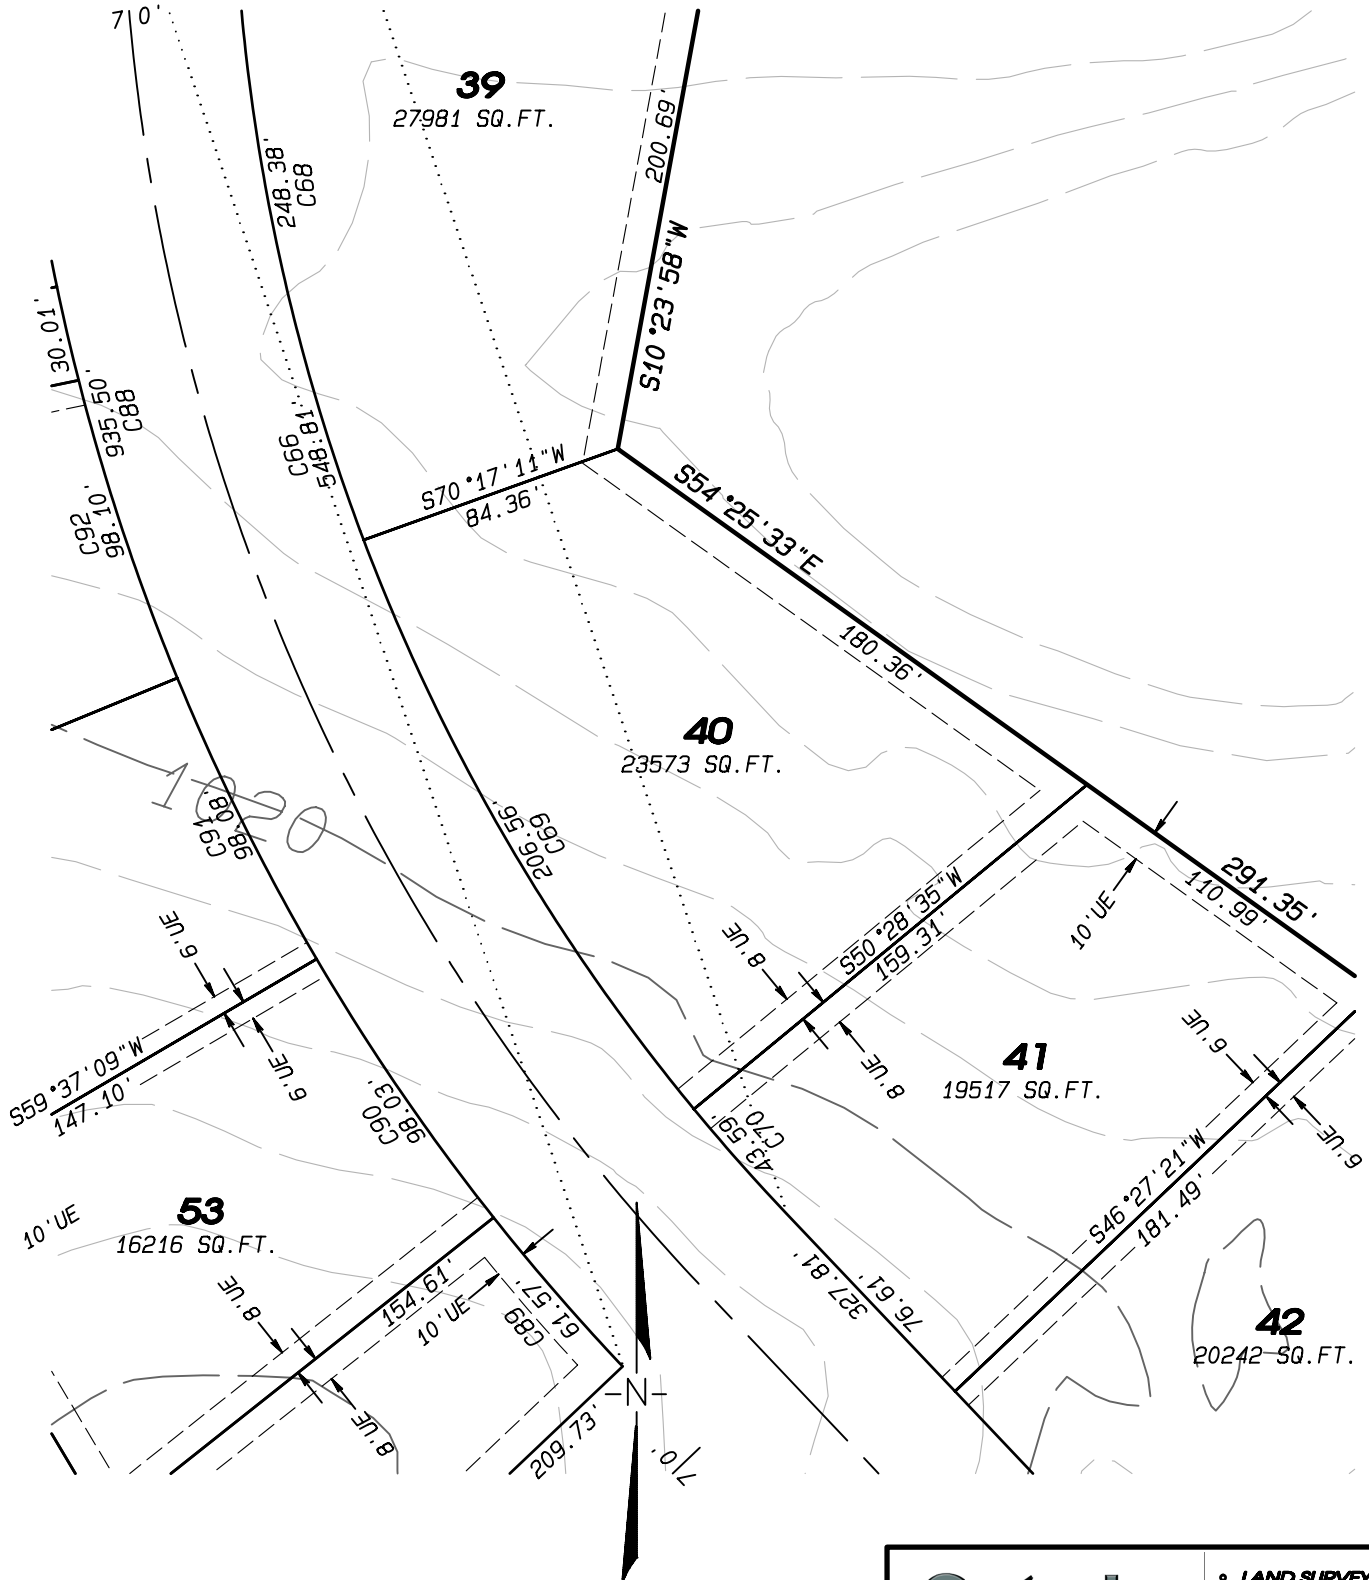 70'
39
27981 SQ.FT.
200.69'
248.38'
C68
S10°23'58"W
30.01'
935.50'
C88
C66
548.81'
S70°17'11"W
84.36'
S54°25'33"E
C92
98.10'
180.36'
40
23573 SQ.FT.
1020
98.08'
C91
206.56'
C69
291.35'
110.99'
10'UE
S50°28'35"W
159.31'
8'UE
8'UE
6'UE
6'UE
S59°37'09"W
147.10'
98.03'
C90
41
19517 SQ.FT.
6'UE
6'UE
43.59'
C70
S46°27'21"W
181.49'
53
16216 SQ.FT.
10'UE
8'UE
154.61'
10'UE
61.57'
C89
8'UE
327.81'
76.61'
42
20242 SQ.FT.
-N-
209.73'
70'
LAND SURVEY